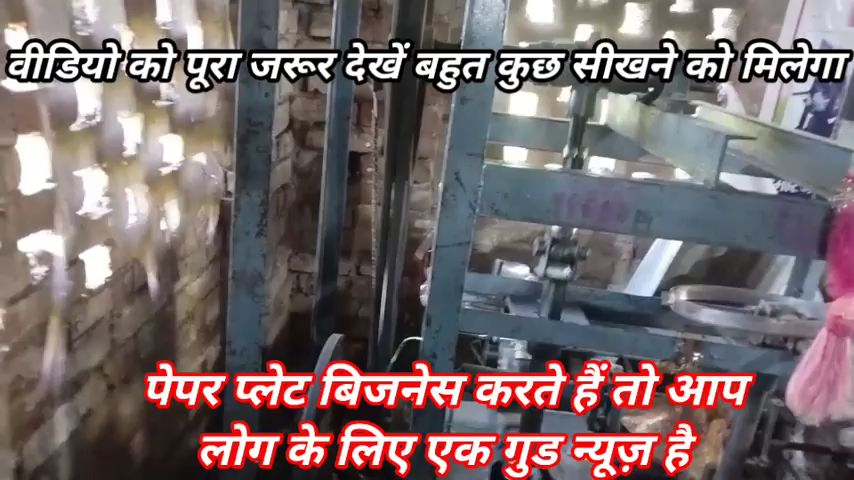 वीडियो को पूरा जरूर देखें बहुत कुछ सीखने को मिलेगा
पेपर प्लेट बिजनेस करते हैं तो आप
लोग के लिए एक गुड न्यूज़ है